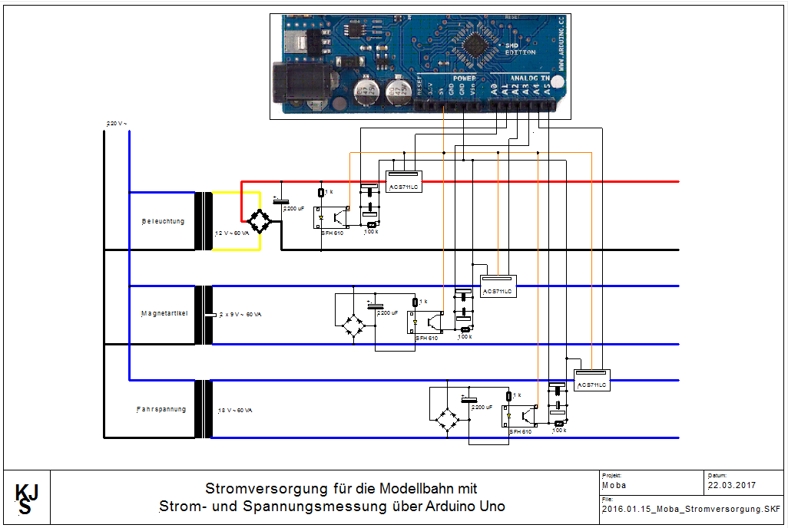 SMD
EDITION
WWW.ARDUINO.CC
POWER
ANALOG IN
RESET
3.3V
5V
GND
GND
Vin
A0
A1
A2
A3
A4
A5
220 V ~
Beleuchtung
12 V ~ 60 VA
2200 uF
1 k
SFH 610
100 k
ACS711LC
Magnetartikel
2 x 9 V ~ 60 VA
2200 uF
1 k
SFH 610
100 k
ACS711LC
Fahrspannung
18 V ~ 60 VA
2200 uF
1 k
SFH 610
100 k
ACS711LC
KJS
Stromversorgung für die Modellbahn mit
Strom- und Spannungsmessung über Arduino Uno
Projekt:
Moba
Datum:
22.03.2017
File:
2016.01.15_Moba_Stromversorgung.SKF